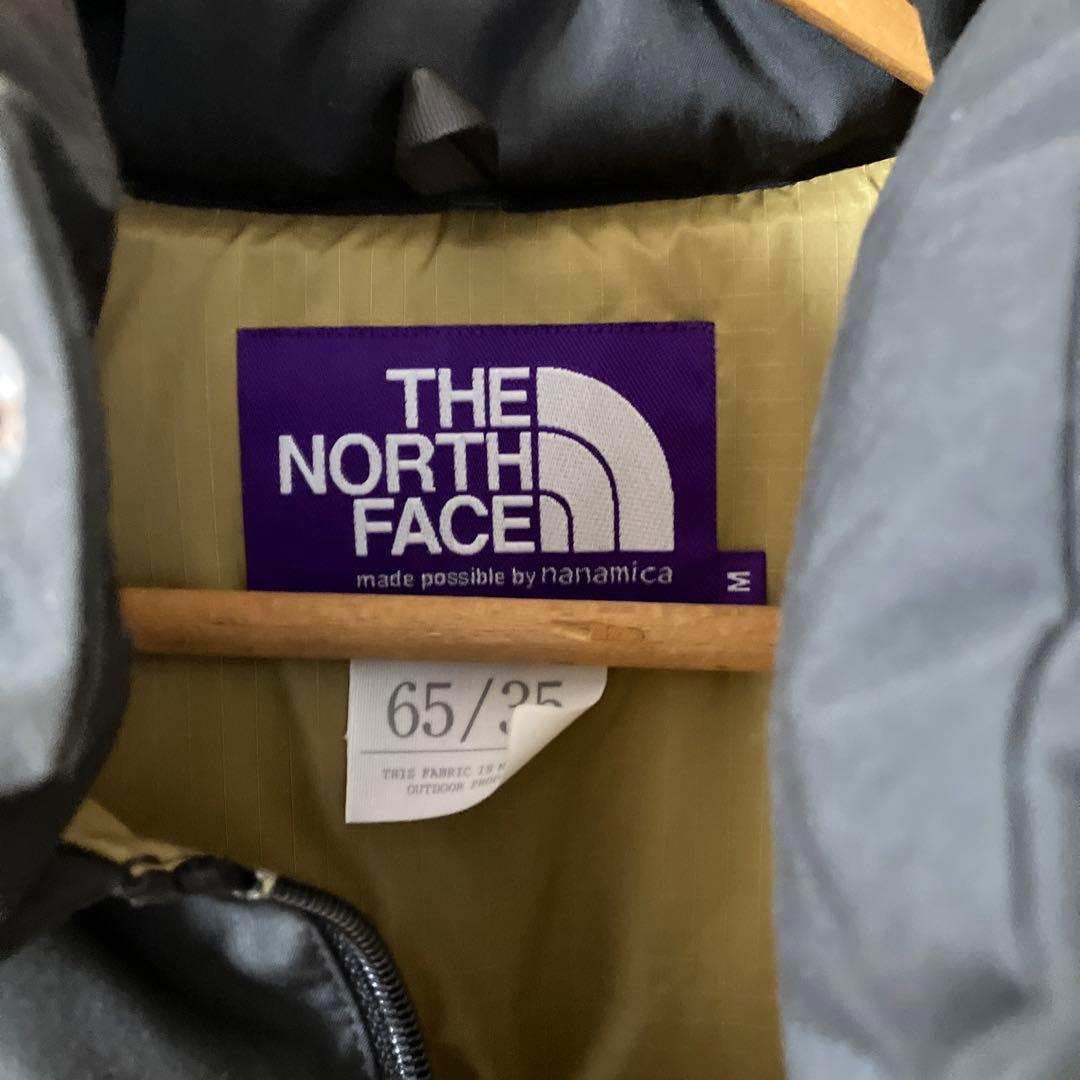 THE
NORTH
FACE
made possible by nanamica
M
65/35
THIS FABRIC IS
OUTDOOR